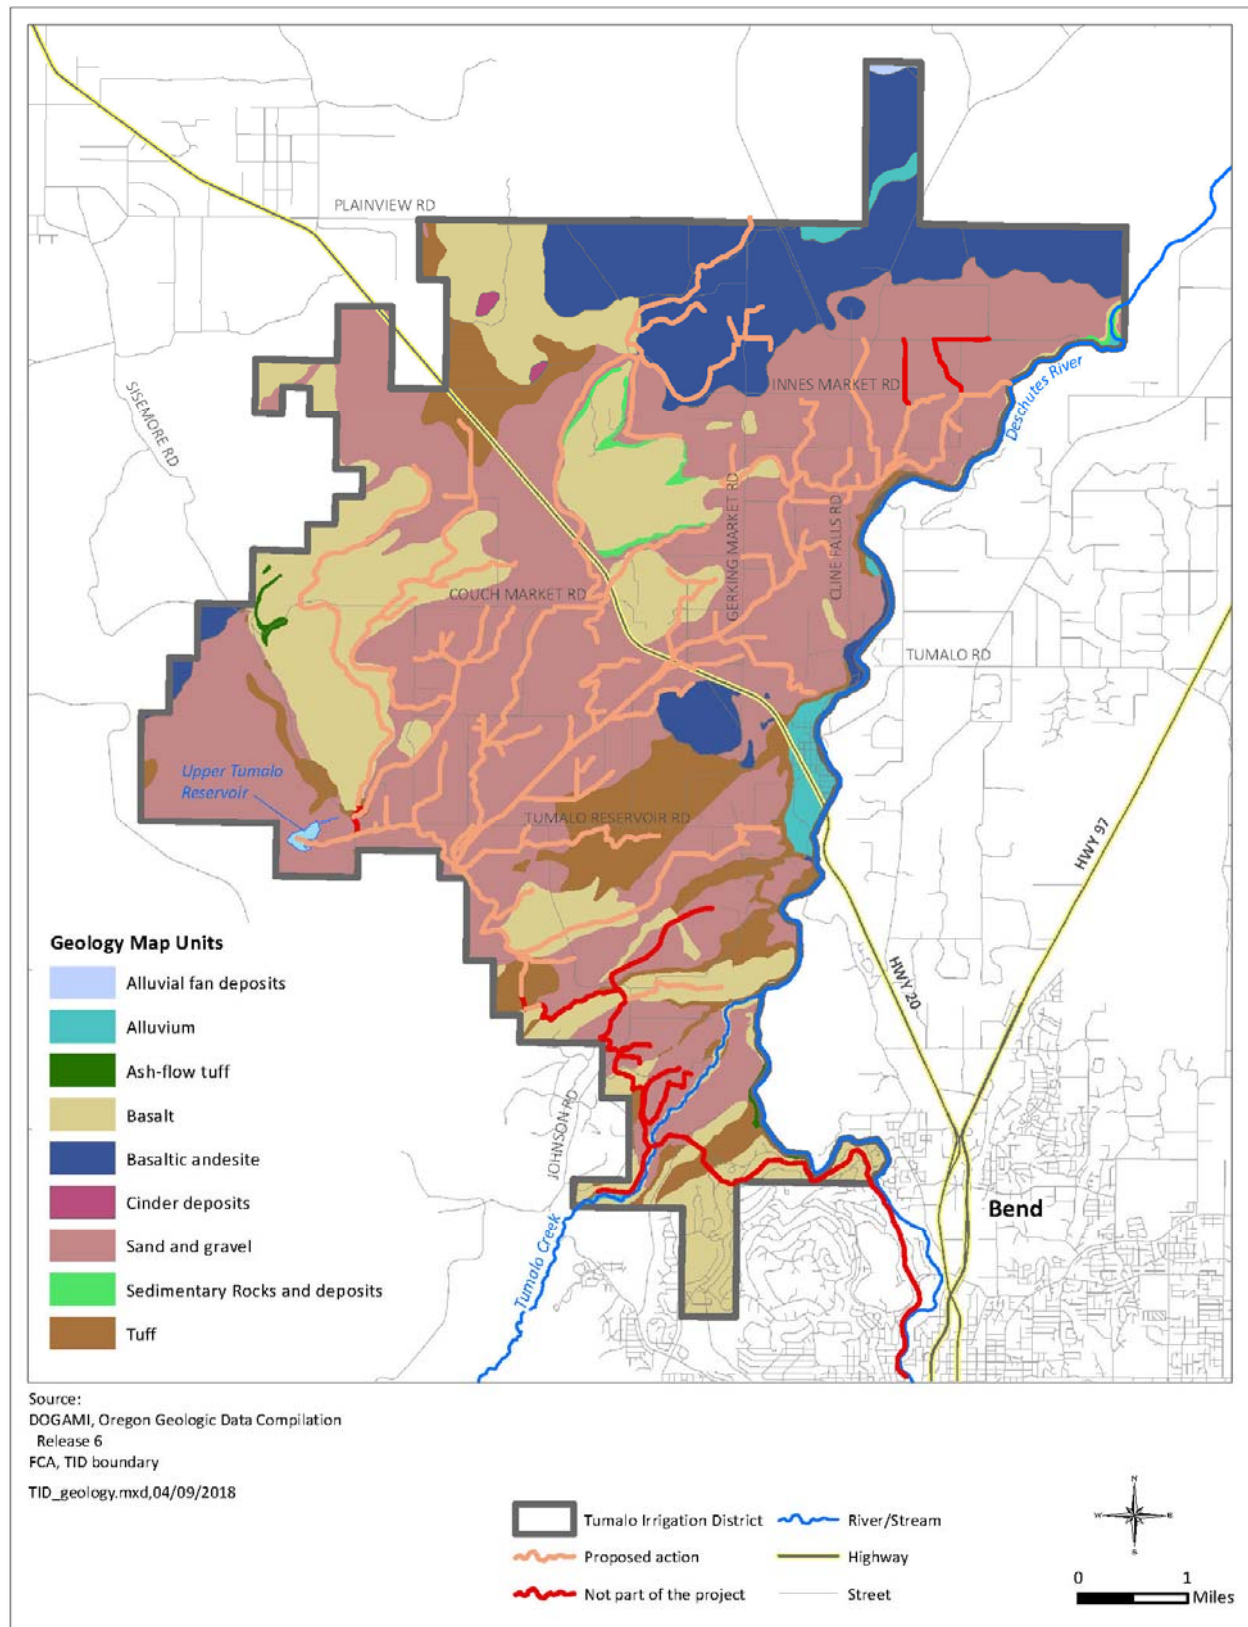 PLAINVIEW RD
SISEMORE RD
INNES MARKET RD
Deschutes River
GERKING MARKET RD
CLINE FALLS RD
COUCH MARKET RD
TUMALO RD
Upper Tumalo
Reservoir
TUMALO RESERVOIR RD
HWY 97
HWY 20
JOHNSON RD
Tumalo Creek
Bend
Geology Map Units
Alluvial fan deposits
Alluvium
Ash-flow tuff
Basalt
Basaltic andesite
Cinder deposits
Sand and gravel
Sedimentary Rocks and deposits
Tuff
Source:
DOGAMI, Oregon Geologic Data Compilation
Release 6
FCA, TID boundary
TID_geology.mxd,04/09/2018
Tumalo Irrigation District
River/Stream
Proposed action
Highway
Not part of the project
Street
N
W
E
S
0 1
Miles